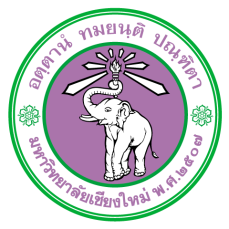 อตฺตานํ ทมยนฺติ ปณฺฑิตา
มหาวิทยาลัยเชียงใหม่ พ.ศ.๒๕๐๗